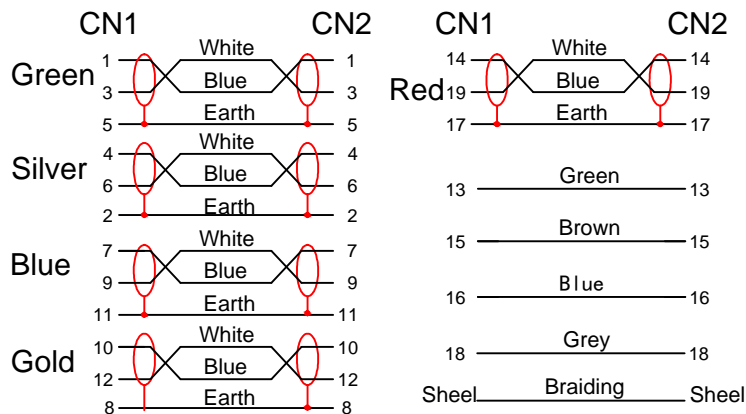 CN1 CN2
Green
1 White 1
3 Blue 3
5 Earth 5
Silver
4 White 4
6 Blue 6
2 Earth 2
Blue
7 White 7
9 Blue 9
11 Earth 11
Gold
10 White 10
12 Blue 12
8 Earth 8
CN1 CN2
Red
14 White 14
19 Blue 19
17 Earth 17
13 Green 13
15 Brown 15
16 Blue 16
18 Grey 18
Sheel Braiding Sheel